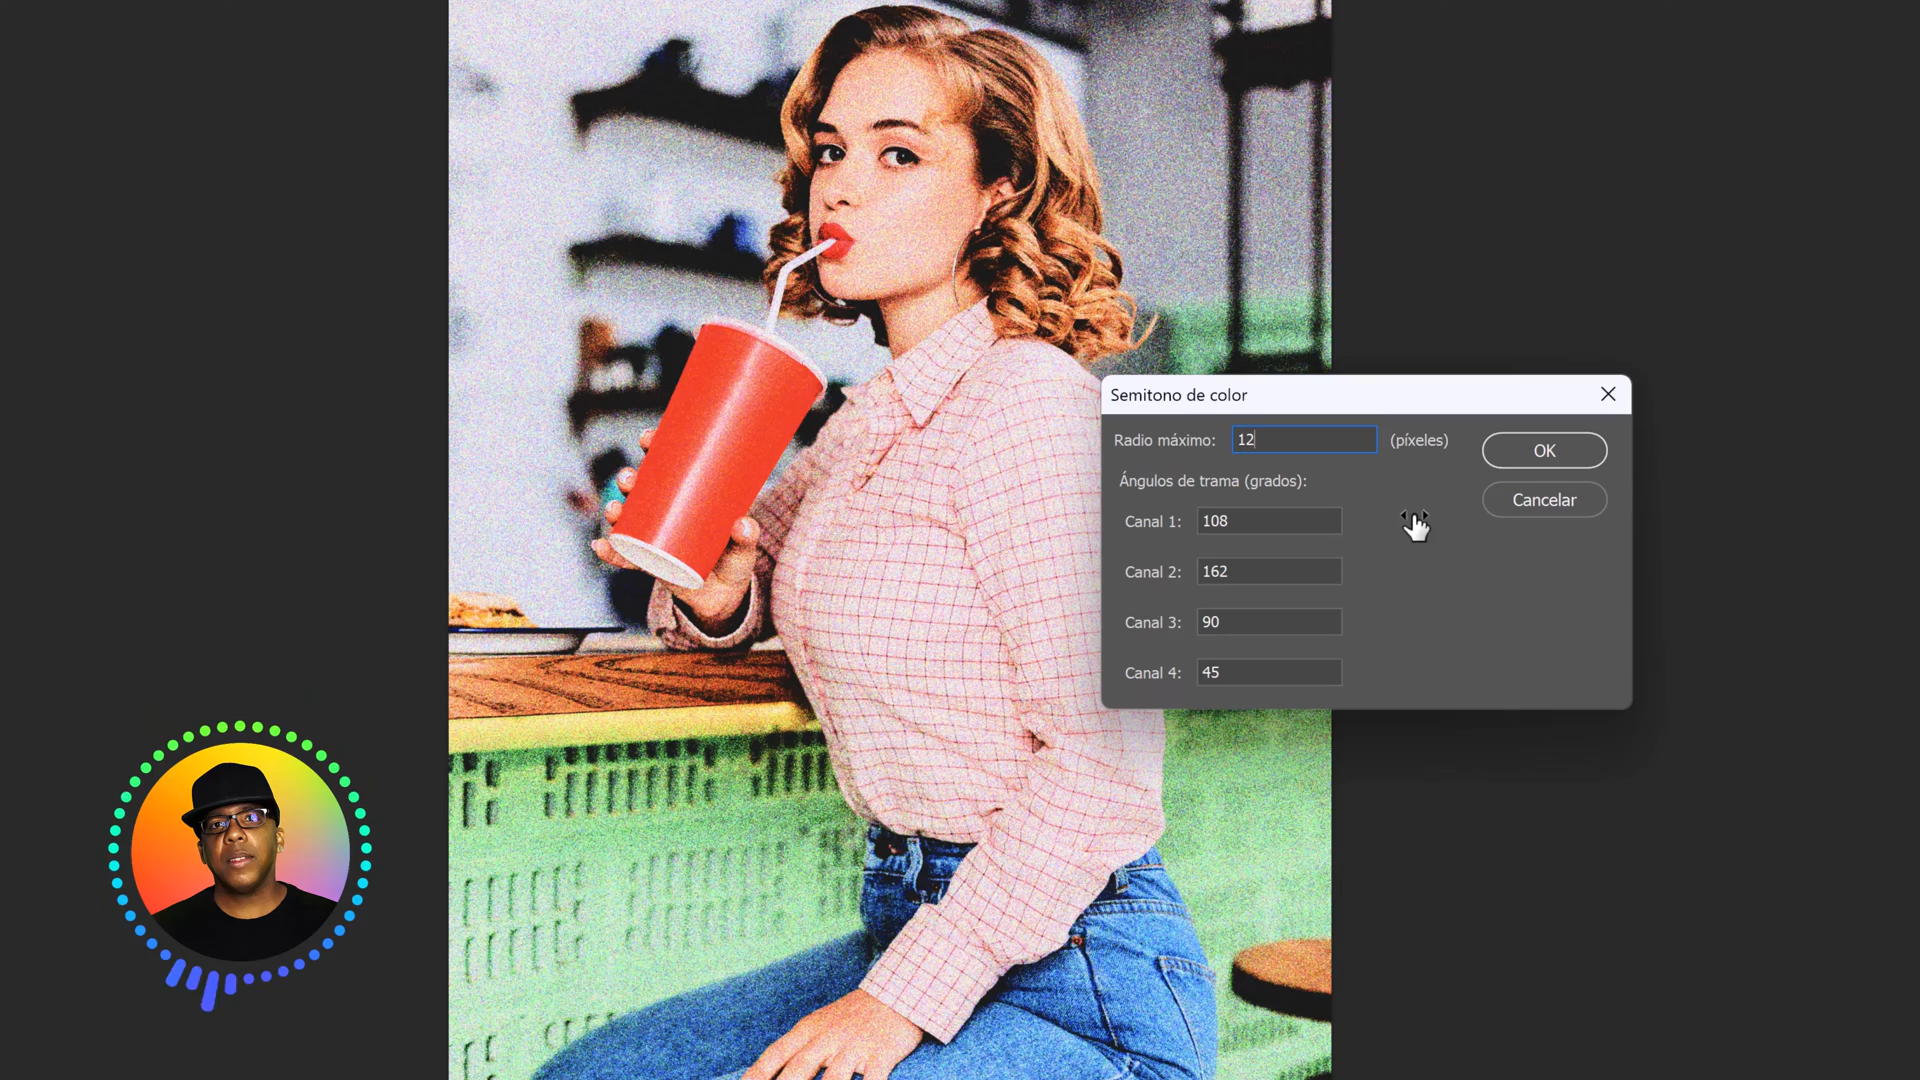 Semitono de color
Radio máximo: 12 (píxeles)
OK
Ángulos de trama (grados):
Cancelar
Canal 1: 108
Canal 2: 162
Canal 3: 90
Canal 4: 45